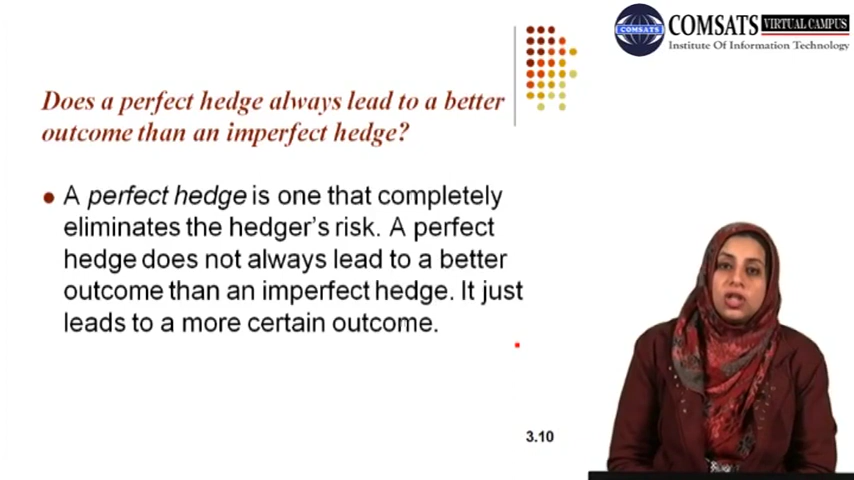 COMSATS VIRTUAL CAMPUS
COMSATS
Institute Of Information Technology
Does a perfect hedge always lead to a better
outcome than an imperfect hedge?
A perfect hedge is one that completely
eliminates the hedger's risk. A perfect
hedge does not always lead to a better
outcome than an imperfect hedge. It just
leads to a more certain outcome.
3.10